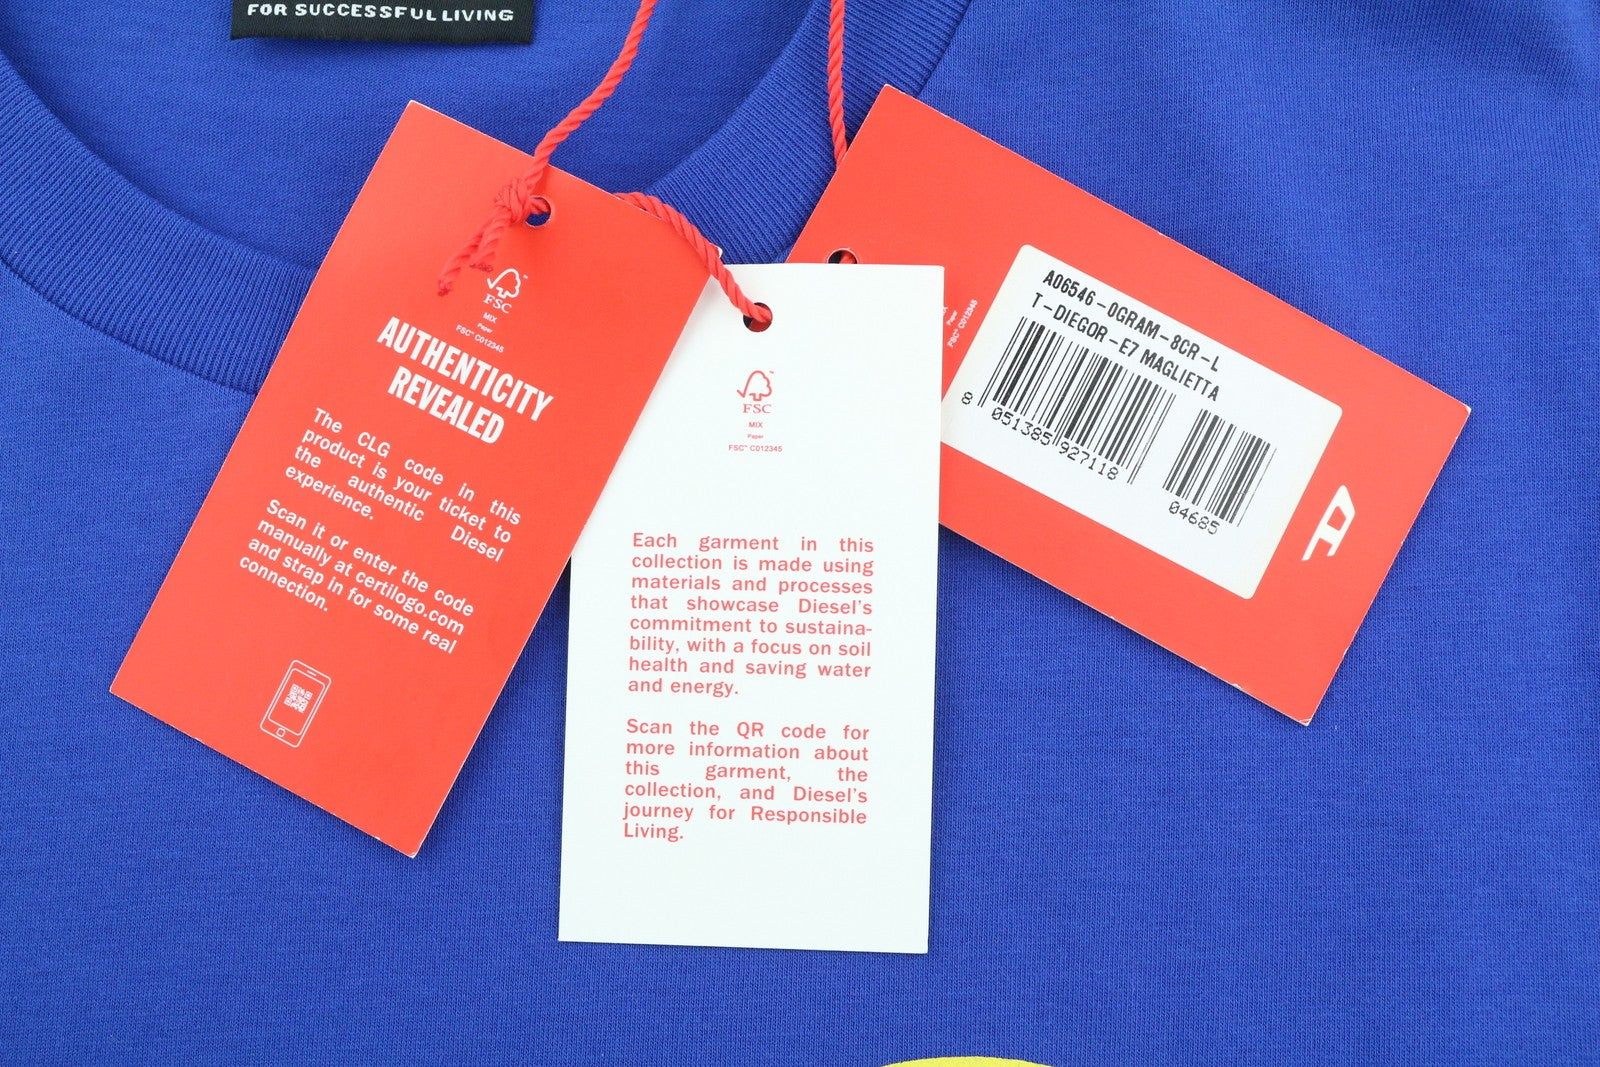 FOR SUCCESSFUL LIVING
FSC
MIX
Paper
FSC™ C012345
AUTHENTICITY
REVEALED
The CLG code in this
product is your ticket to
the authentic Diesel
experience.
Scan it or enter the code
manually at certilogo.com
and strap in for some real
connection.
FSC
MIX
Paper
FSC™ C012345
Each garment in this
collection is made using
materials and processes
that showcase Diesel's
commitment to sustaina-
bility, with a focus on soil
health and saving water
and energy.
Scan the QR code for
more information about
this garment, the
collection, and Diesel's
journey for Responsible
Living.
Paper
FSC™ C012345
A06546-0GRAM-8CR-L
T-DIEGOR-E7 MAGLIETTA
8 051385 927118
04685
D